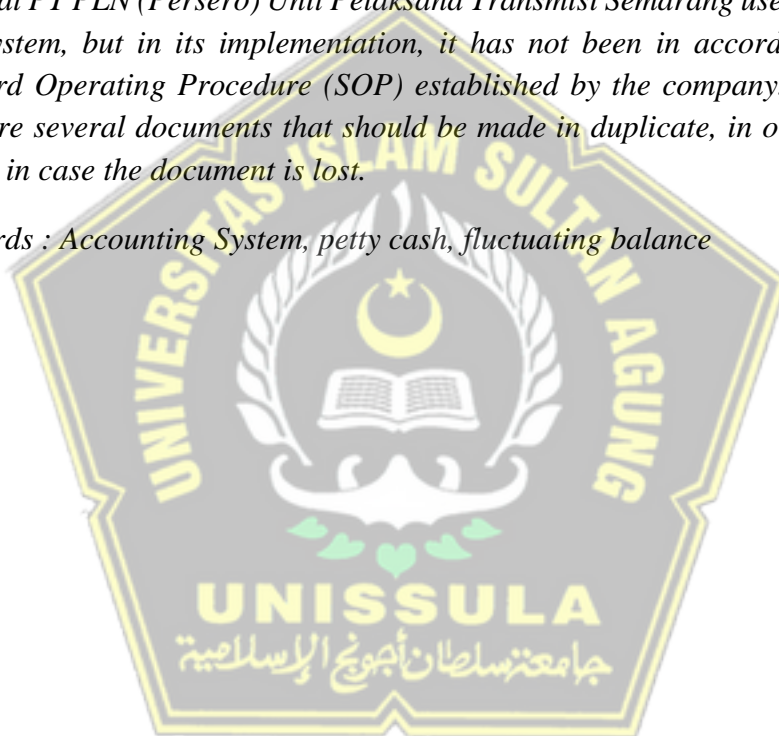 al PT PLN (Persero) Unit Pelaksana Transmisi Semarang use
ystem, but in its implementation, it has not been in accord
rd Operating Procedure (SOP) established by the company.
re several documents that should be made in duplicate, in o
in case the document is lost.
rds : Accounting System, petty cash, fluctuating balance
UNIVERSITAS ISLAM SULTAN AGUNG
UNISSULA
جامعنسلطان أجونج الإسلامية